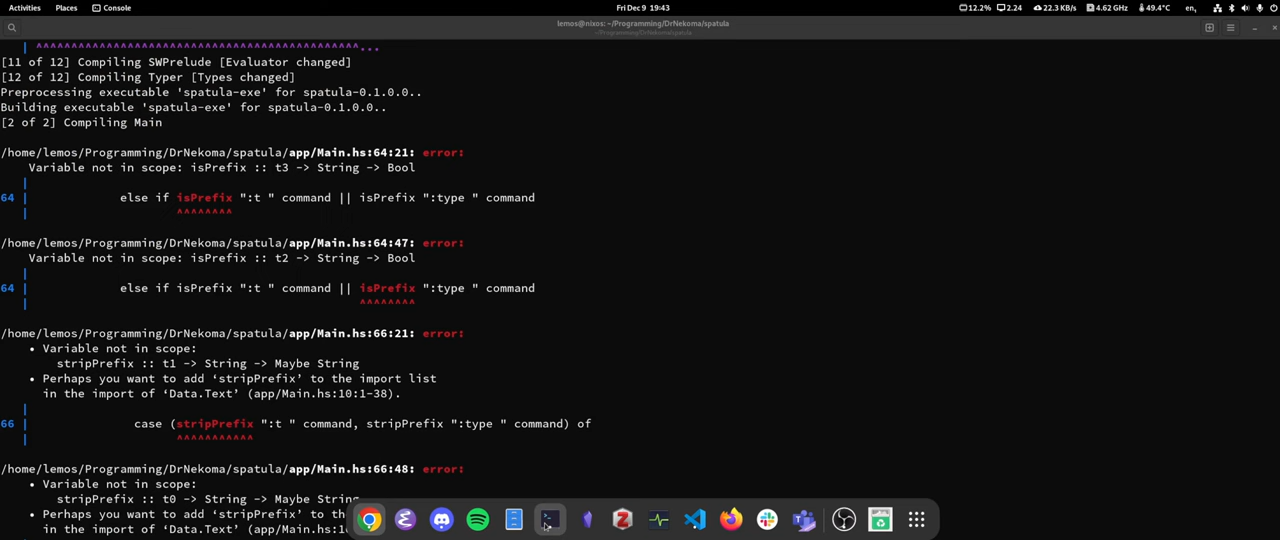 Activities Places Console Fri Dec 9 19:43 12.2% 2.24 22.3 KB/s 4.62 GHz 49.4°C en₁
lemos@nixos: ~/Programming/DrNekoma/spatula
~/Programming/DrNekoma/spatula
| ^^^^^^^^^^^^^^^^^^^^^^^^^^^^^^^^^^^^^^^^^^^^^^...
[11 of 12] Compiling SWPrelude [Evaluator changed]
[12 of 12] Compiling Typer [Types changed]
Preprocessing executable 'spatula-exe' for spatula-0.1.0.0..
Building executable 'spatula-exe' for spatula-0.1.0.0..
[2 of 2] Compiling Main
/home/lemos/Programming/DrNekoma/spatula/app/Main.hs:64:21: error:
Variable not in scope: isPrefix :: t3 -> String -> Bool
|
64 | else if isPrefix ":t " command || isPrefix ":type " command
| ^^^^^^^^
/home/lemos/Programming/DrNekoma/spatula/app/Main.hs:64:47: error:
Variable not in scope: isPrefix :: t2 -> String -> Bool
|
64 | else if isPrefix ":t " command || isPrefix ":type " command
| ^^^^^^^^
/home/lemos/Programming/DrNekoma/spatula/app/Main.hs:66:21: error:
• Variable not in scope:
stripPrefix :: t1 -> String -> Maybe String
• Perhaps you want to add ‘stripPrefix’ to the import list
in the import of ‘Data.Text’ (app/Main.hs:10:1-38).
|
66 | case (stripPrefix ":t " command, stripPrefix ":type " command) of
| ^^^^^^^^^^^
/home/lemos/Programming/DrNekoma/spatula/app/Main.hs:66:48: error:
• Variable not in scope:
stripPrefix :: t0 -> String -> Maybe String
• Perhaps you want to add ‘stripPrefix’
in the import of ‘Data.Text’ (app/Main.hs:1